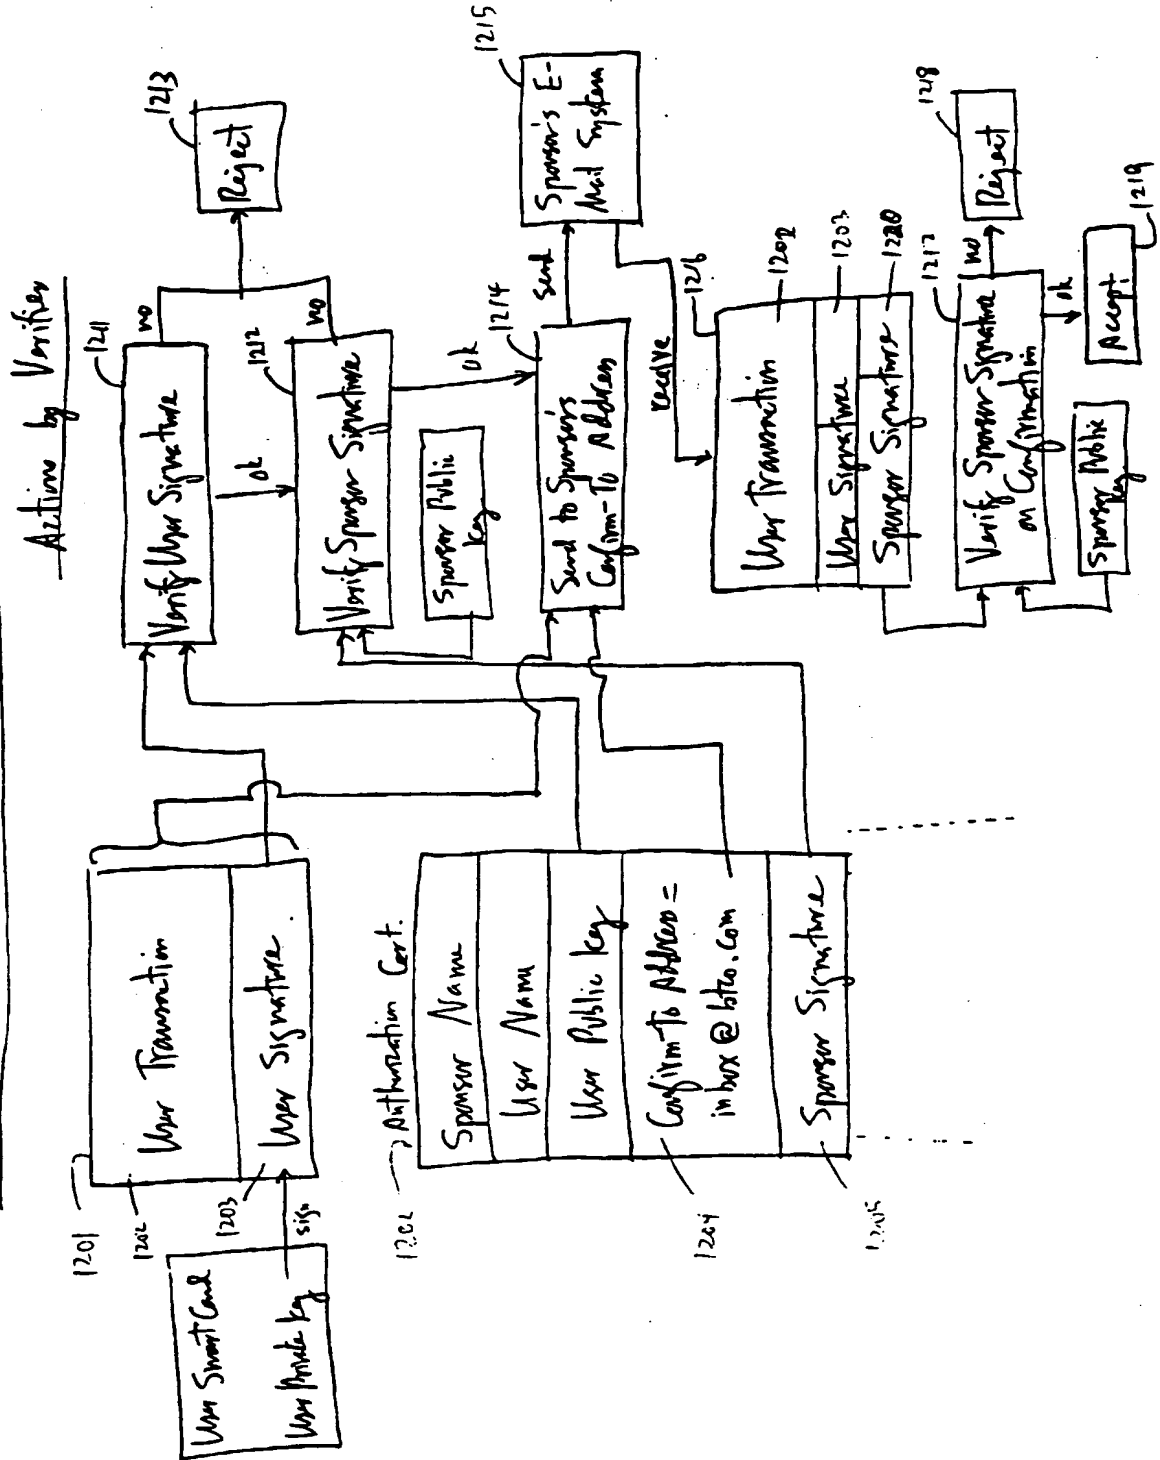 Actions by Verifier
1201
1202
User Transaction
1203
User Signature.
sign
User Smart Card
User Private key
1211
Verify User Signature
no
ok
1212
Verify Sponsor Signature
no
1213
Reject
Sponsor Public
key
ok
1214
Send to Sponsor's
Confirm-To Address
send
1215
Sponsor's E-
Mail System
receive
Authorization Cert.
Sponsor Name
User Name
User Public key
1204
Confirm-To Address =
inbox@btco.com
Sponsor Signature
1216
User Transaction
1202
User Signature
1203
Sponsor Signature
1220
1217
Verify Sponsor Signature
on Confirmation
no
1218
Reject
ok
Accept
1219
Sponsor Public
key